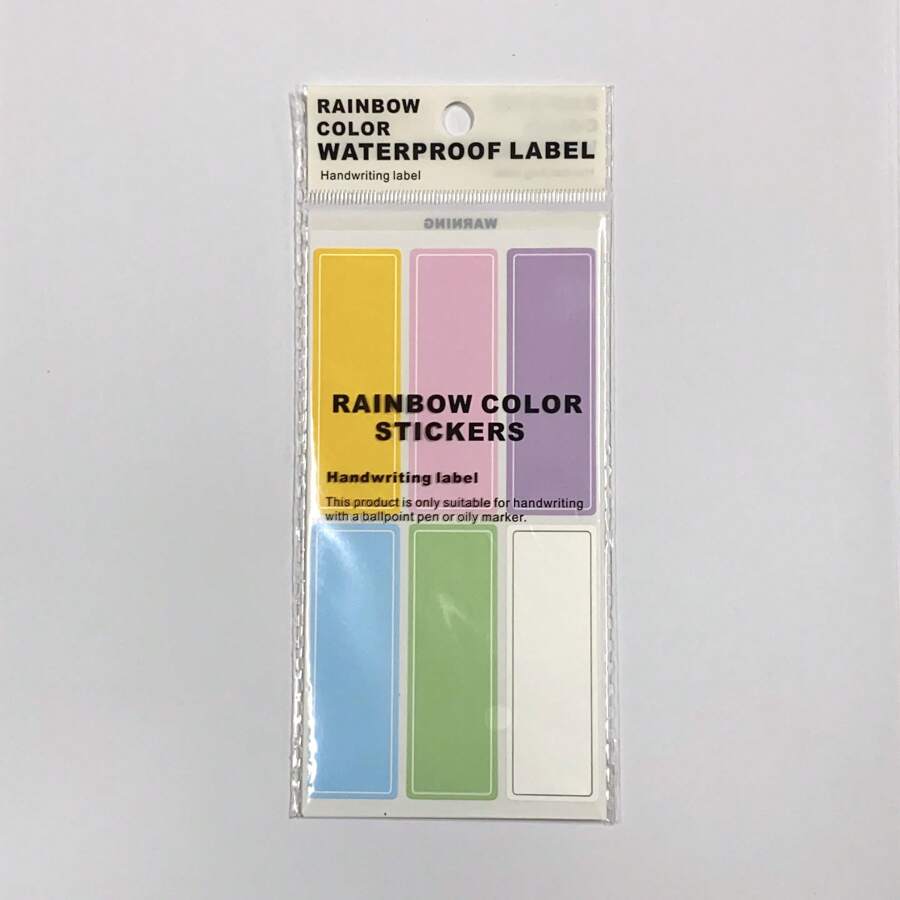 RAINBOW
COLOR
WATERPROOF LABEL
Handwriting label
WARNING
RAINBOW COLOR
STICKERS
Handwriting label
This product is only suitable for handwriting
with a ballpoint pen or oily marker.